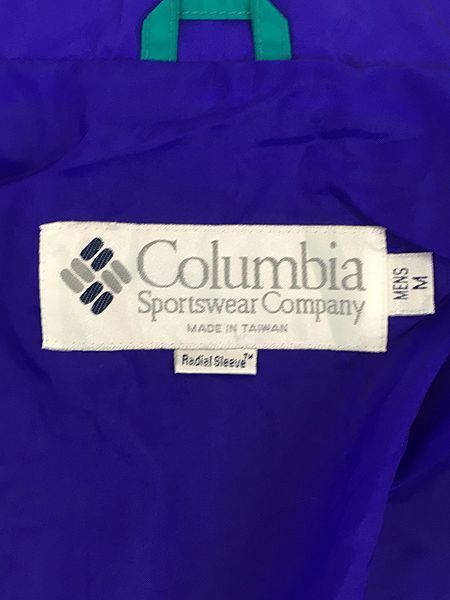 Columbia
Sportswear Company
MADE IN TAIWAN
MENS
M
Radial Sleeve™